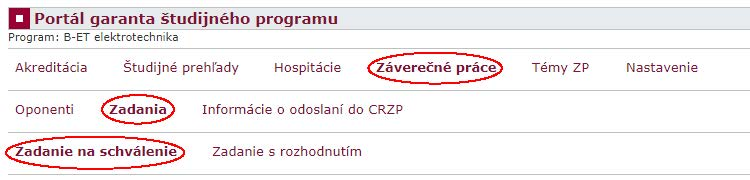 Portál garanta študijného programu
Program: B-ET elektrotechnika
Akreditácia Študijné prehľady Hospitácie Záverečné práce Témy ZP Nastavenie
Oponenti Zadania Informácie o odoslaní do CRZP
Zadanie na schválenie Zadanie s rozhodnutím